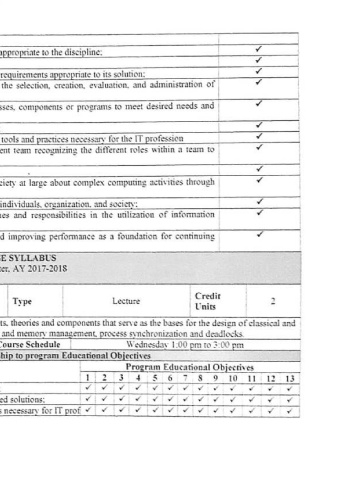 appropriate to the discipline; ✓
✓
requirements appropriate to its solution; ✓
the selection, creation, evaluation, and administration of ✓
sses, components or programs to meet desired needs and ✓
✓
tools and practices necessary for the IT profession ✓
ent team recognizing the different roles within a team to ✓
✓
ciety at large about complex computing activities through ✓
individuals, organization, and society; ✓
es and responsibilities in the utilization of information ✓
d improving performance as a foundation for continuing ✓
E SYLLABUS
ter, AY 2017-2018
Type Lecture Credit Units 2
ts, theories and components that serve as the bases for the design of classical and
and memory management, process synchronization and deadlocks.
Course Schedule Wednesday 1:00 pm to 3:00 pm
hip to program Educational Objectives
Program Educational Objectives
1 2 3 4 5 6 7 8 9 10 11 12 13
✓ ✓ ✓ ✓ ✓ ✓ ✓ ✓ ✓ ✓ ✓ ✓ ✓
ed solutions; ✓ ✓ ✓ ✓ ✓ ✓ ✓ ✓ ✓ ✓ ✓ ✓ ✓
s necessary for IT prof ✓ ✓ ✓ ✓ ✓ ✓ ✓ ✓ ✓ ✓ ✓ ✓ ✓